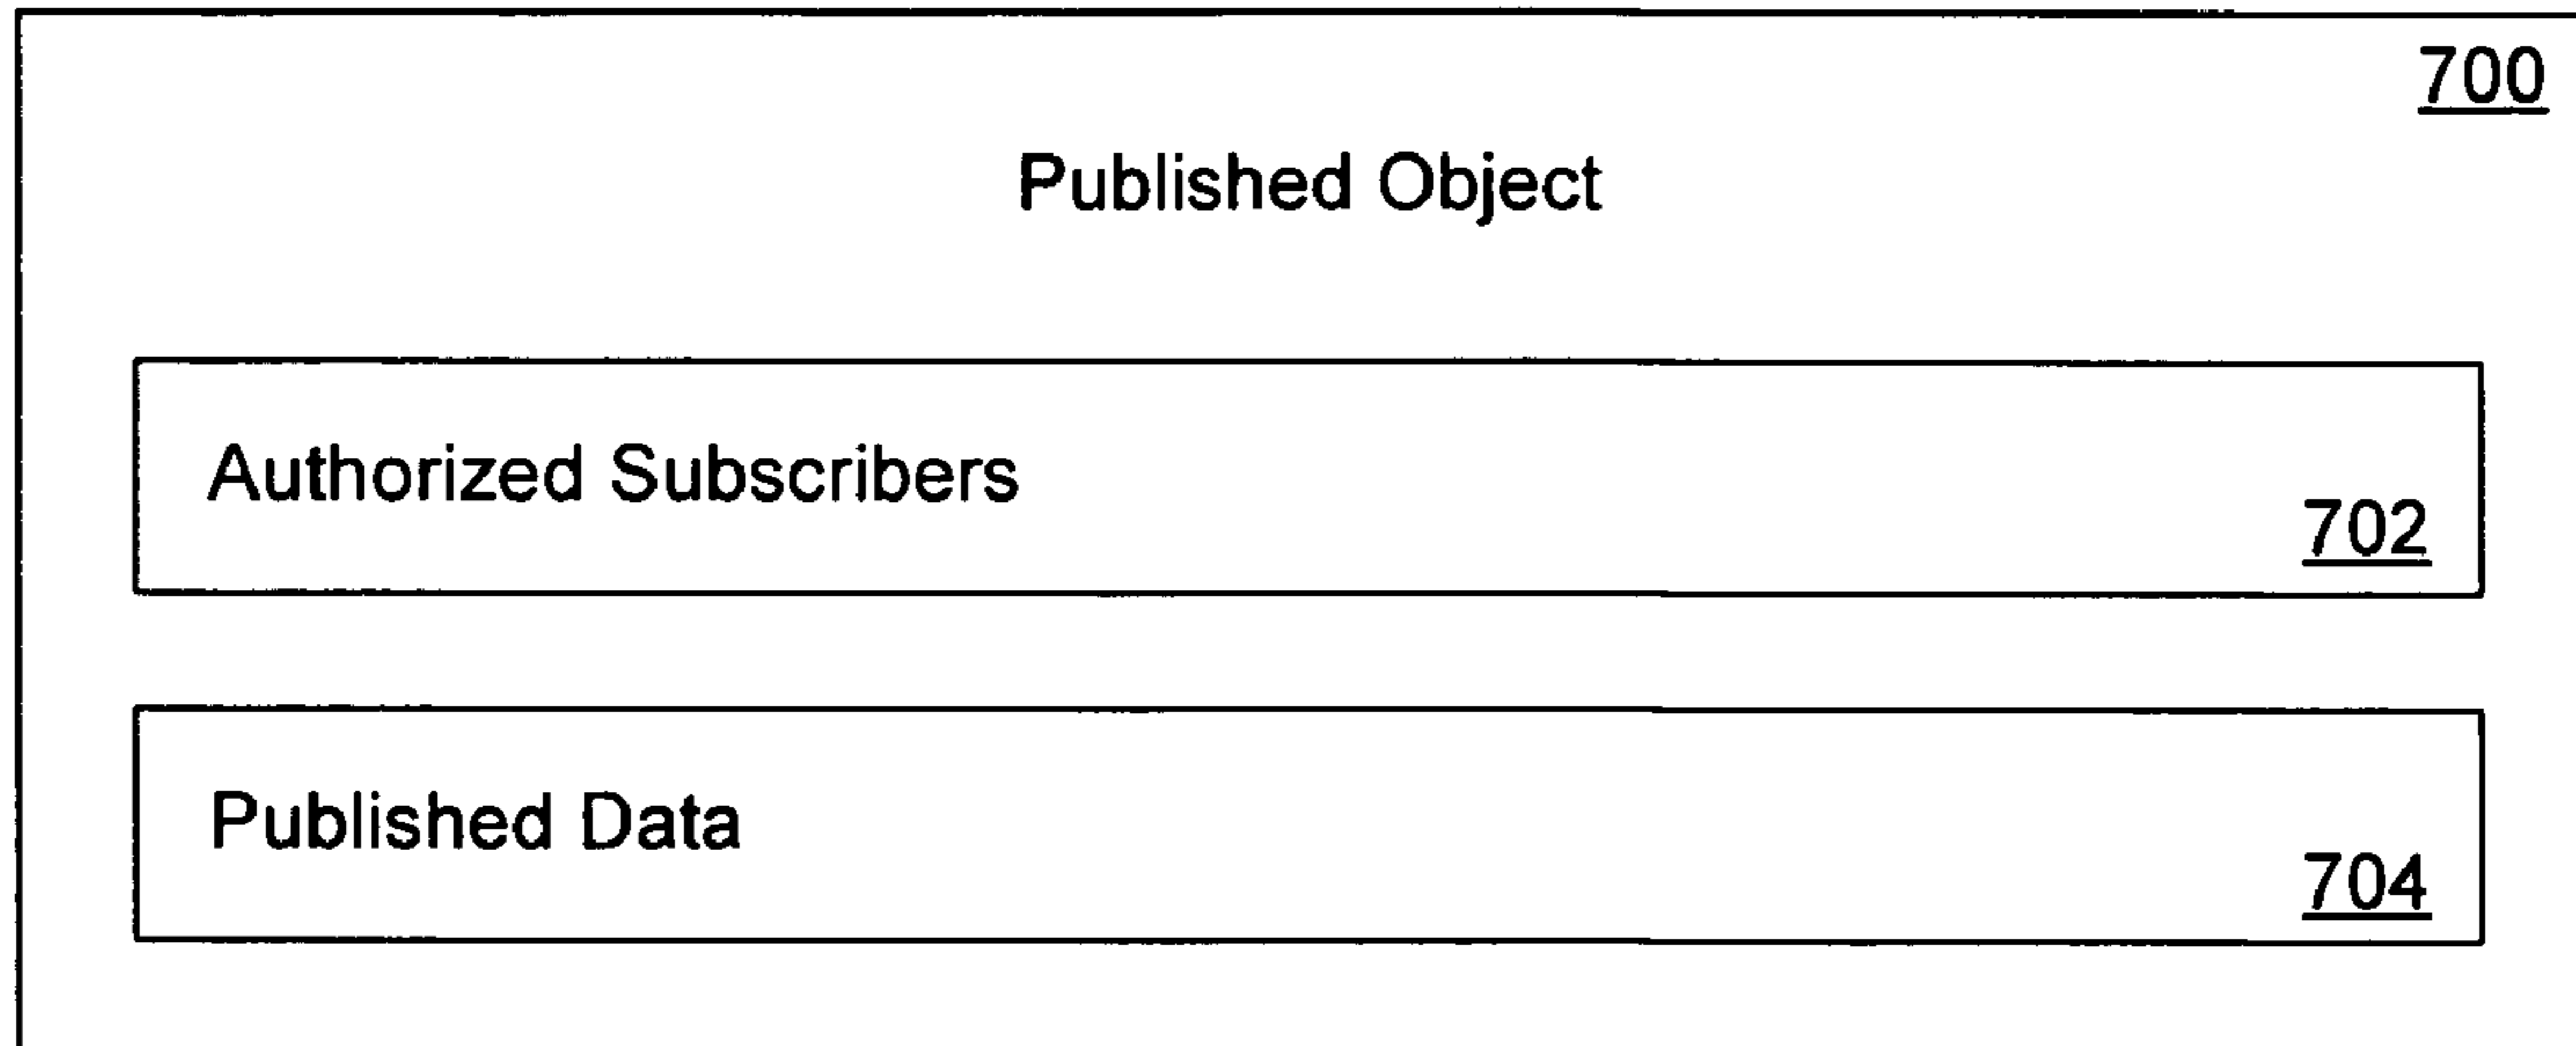 700
Published Object
Authorized Subscribers
702
Published Data
704